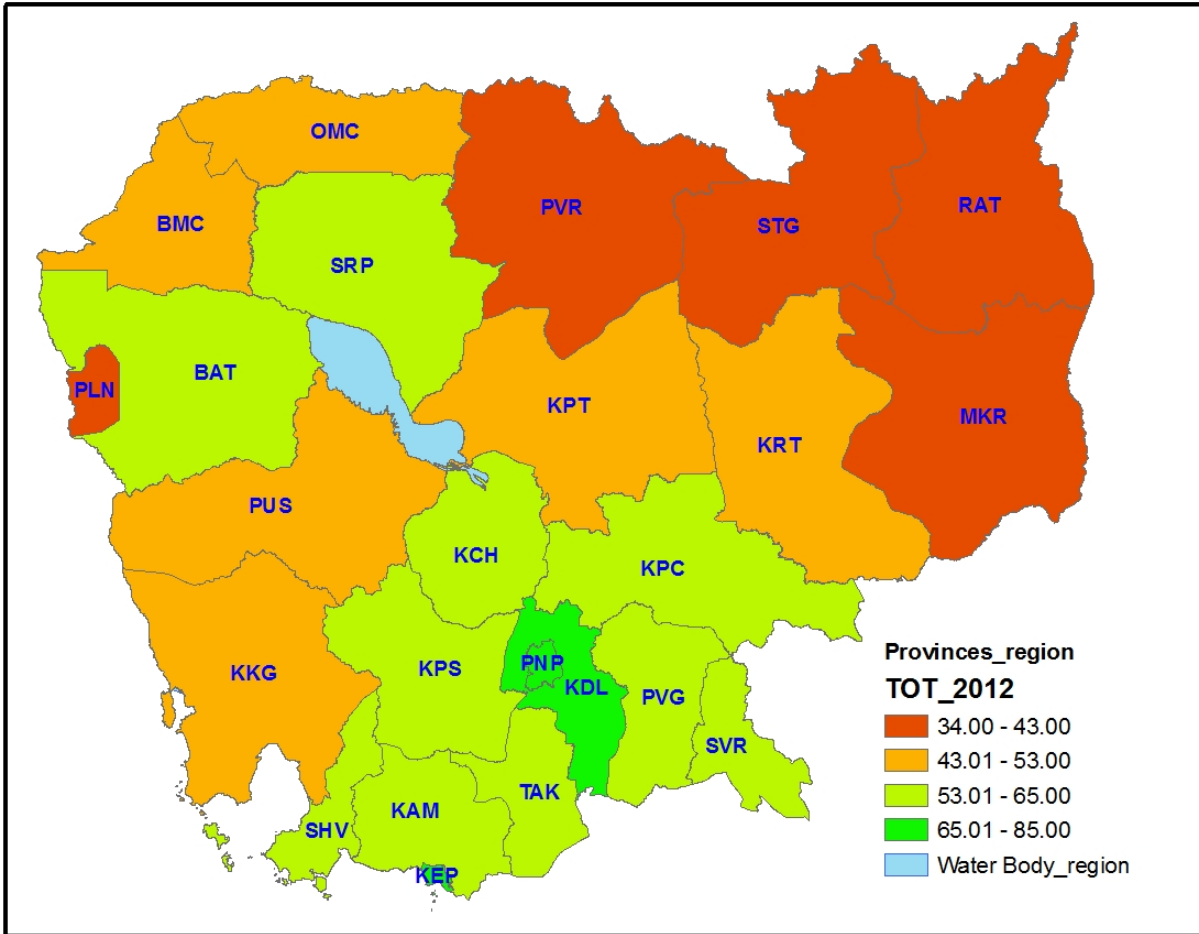 OMC
BMC
PVR
STG
RAT
SRP
PLN
BAT
KPT
KRT
MKR
PUS
KCH
KPC
KKG
KPS
PNP
KDL
PVG
SVR
TAK
KAM
SHV
KEP
Provinces_region
TOT_2012
34.00 - 43.00
43.01 - 53.00
53.01 - 65.00
65.01 - 85.00
Water Body_region